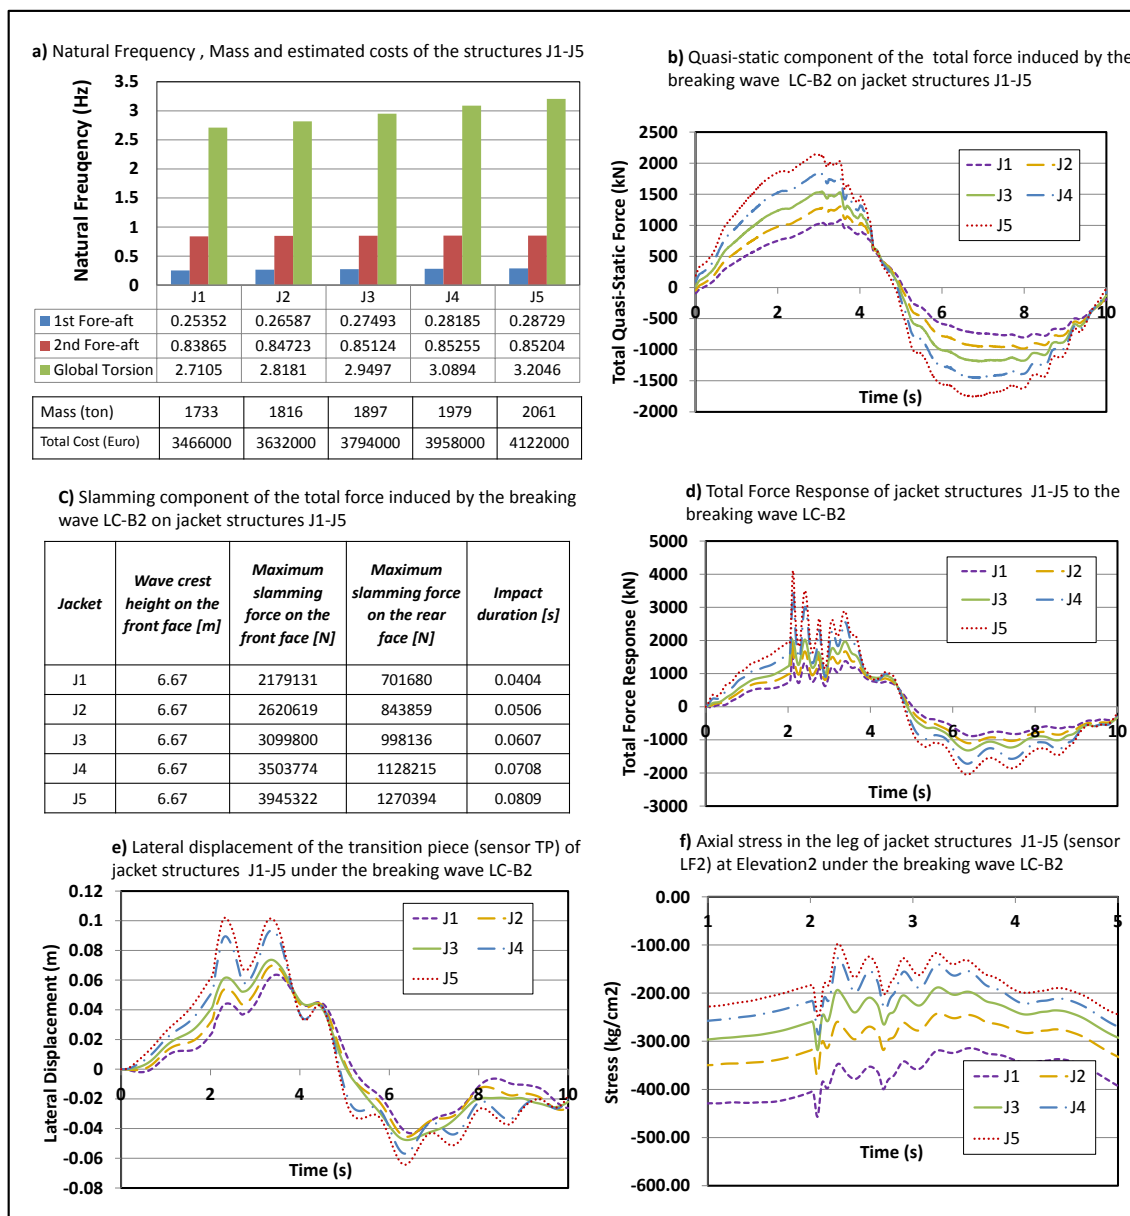 a) Natural Frequency , Mass and estimated costs of the structures J1-J5
3.5
3
2.5
2
1.5
1
0.5
0
Natural Freuqency (Hz)
J1 J2 J3 J4 J5
1st Fore-aft 0.25352 0.26587 0.27493 0.28185 0.28729
2nd Fore-aft 0.83865 0.84723 0.85124 0.85255 0.85204
Global Torsion 2.7105 2.8181 2.9497 3.0894 3.2046
Mass (ton) 1733 1816 1897 1979 2061
Total Cost (Euro) 3466000 3632000 3794000 3958000 4122000
b) Quasi-static component of the total force induced by the
breaking wave LC-B2 on jacket structures J1-J5
2500
2000
1500
1000
500
0
-500
-1000
-1500
-2000
Total Quasi-Static Force (kN)
J1 J2
J3 J4
J5
0 2 4 6 8 10
Time (s)
C) Slamming component of the total force induced by the breaking
wave LC-B2 on jacket structures J1-J5
Jacket
Wave crest
height on the
front face [m]
Maximum
slamming
force on the
front face [N]
Maximum
slamming force
on the rear
face [N]
Impact
duration [s]
J1 6.67 2179131 701680 0.0404
J2 6.67 2620619 843859 0.0506
J3 6.67 3099800 998136 0.0607
J4 6.67 3503774 1128215 0.0708
J5 6.67 3945322 1270394 0.0809
d) Total Force Response of jacket structures J1-J5 to the
breaking wave LC-B2
5000
4000
3000
2000
1000
0
-1000
-2000
-3000
Total Force Response (kN)
J1 J2
J3 J4
J5
0 2 4 6 8 10
Time (s)
e) Lateral displacement of the transition piece (sensor TP) of
jacket structures J1-J5 under the breaking wave LC-B2
0.12
0.1
0.08
0.06
0.04
0.02
0
-0.02
-0.04
-0.06
-0.08
Lateral Displacement (m)
J1 J2
J3 J4
J5
0 2 4 6 8 10
Time (s)
f) Axial stress in the leg of jacket structures J1-J5 (sensor
LF2) at Elevation2 under the breaking wave LC-B2
0.00
-100.00
-200.00
-300.00
-400.00
-500.00
-600.00
Stress (kg/cm2)
1 2 3 4 5
J1 J2
J3 J4
J5
Time (s)